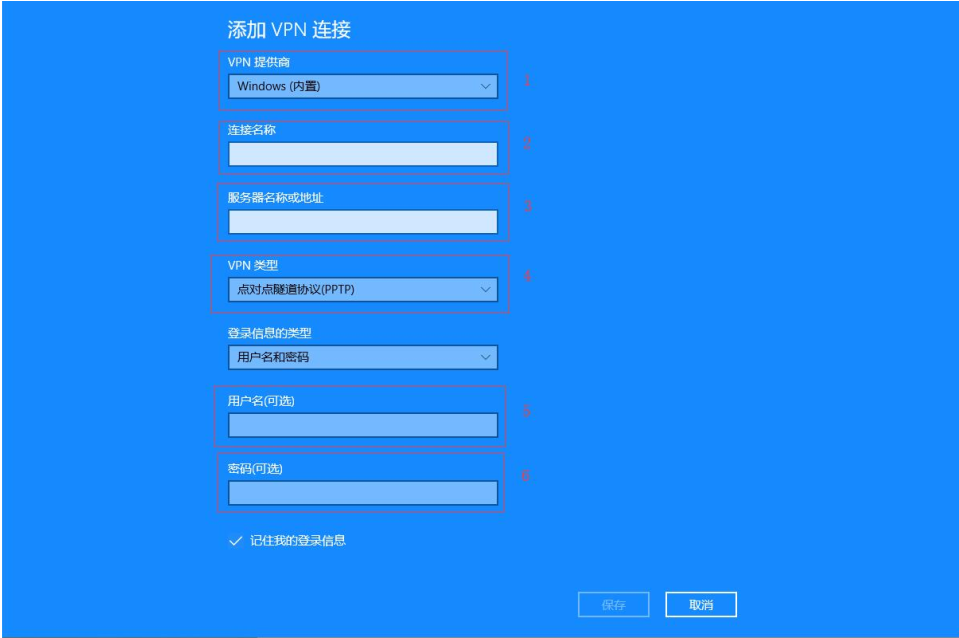 添加 VPN 连接
VPN 提供商
Windows (内置)
1
连接名称
2
服务器名称或地址
3
VPN 类型
点对点隧道协议(PPTP)
4
登录信息的类型
用户名和密码
用户名(可选)
5
密码(可选)
6
记住我的登录信息
保存 取消